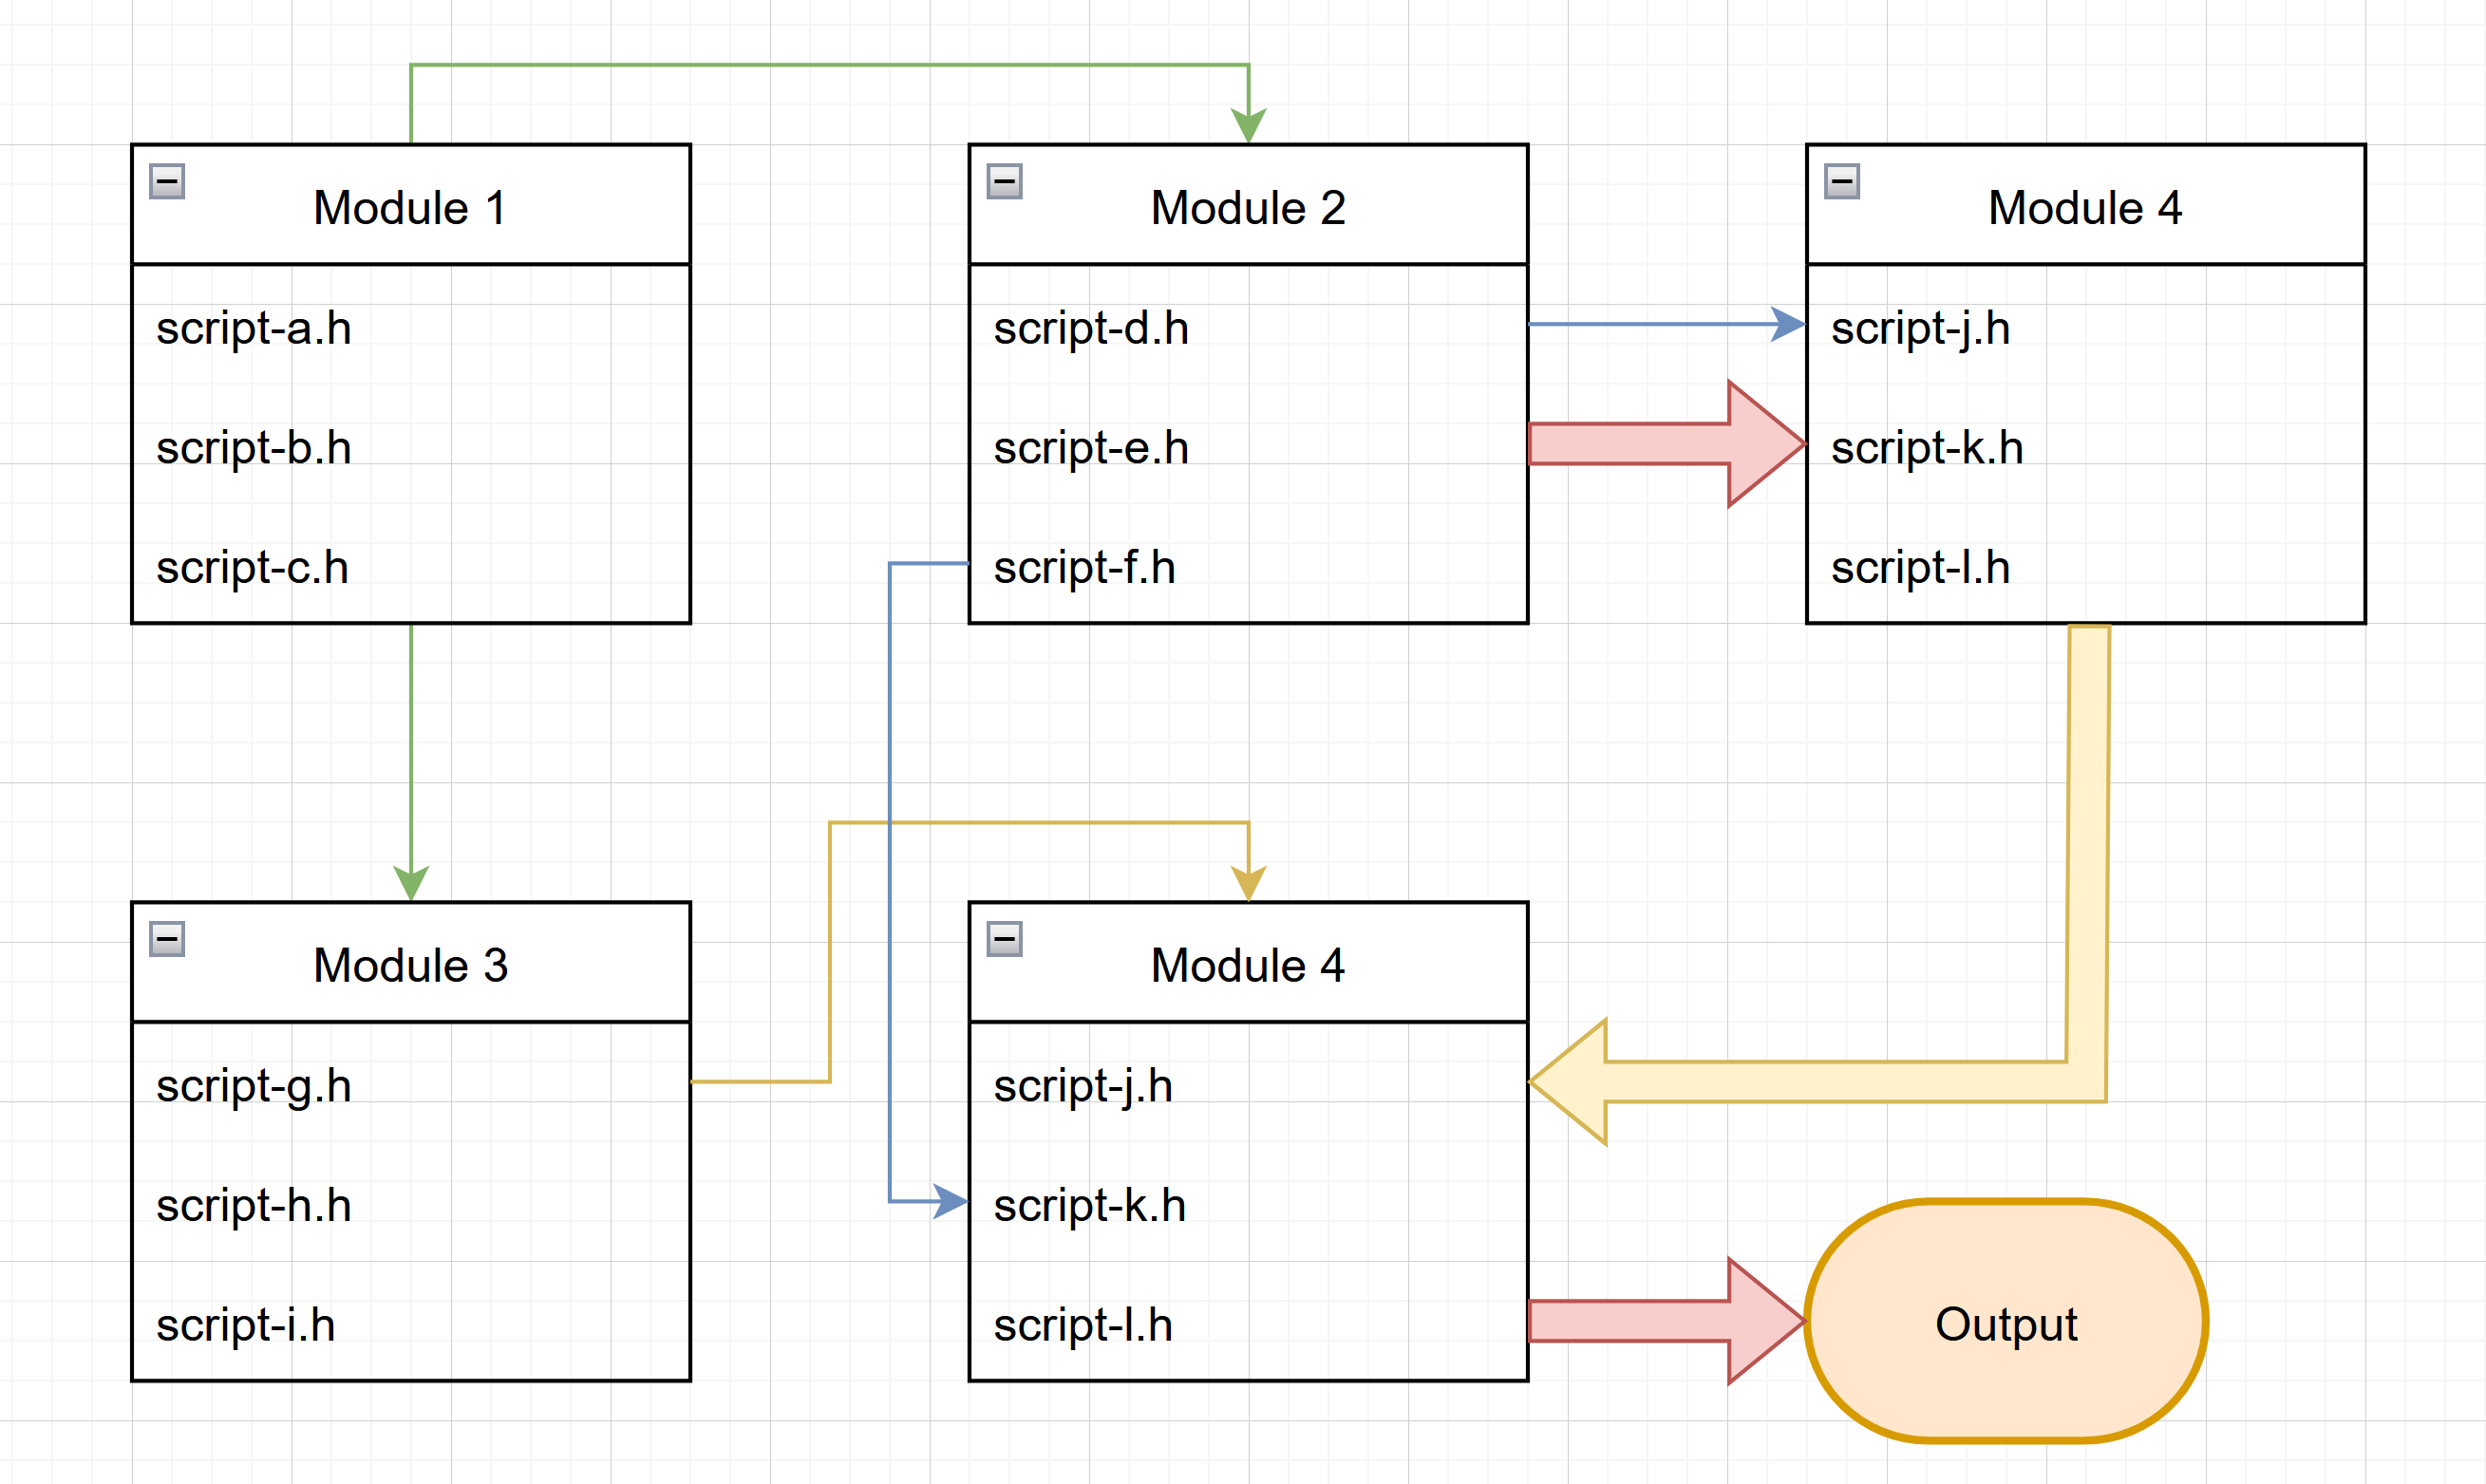 Module 1
script-a.h
script-b.h
script-c.h
Module 2
script-d.h
script-e.h
script-f.h
Module 4
script-j.h
script-k.h
script-l.h
Module 3
script-g.h
script-h.h
script-i.h
Module 4
script-j.h
script-k.h
script-l.h
Output